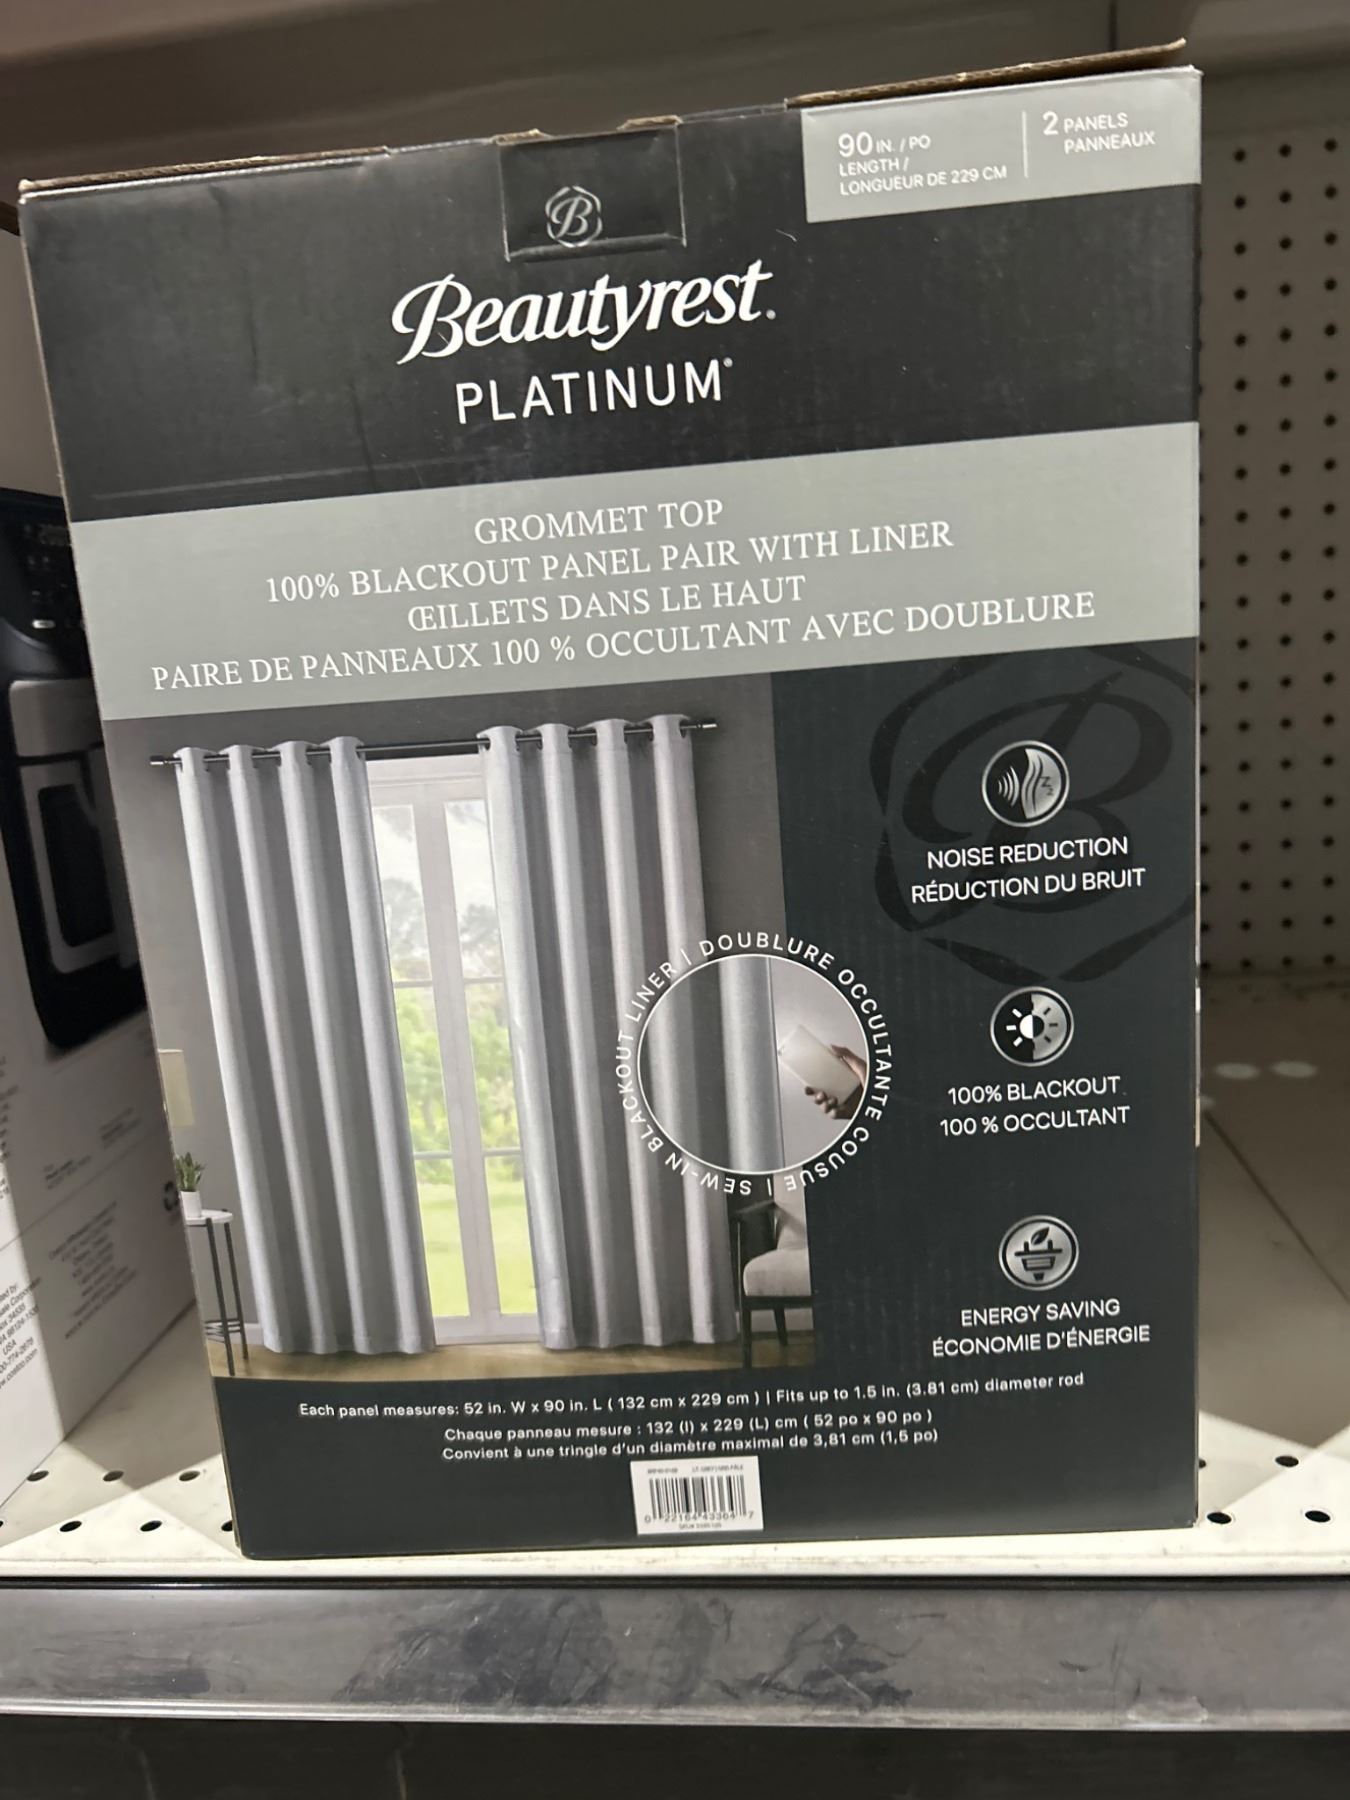 90 IN. / PO
LENGTH /
LONGUEUR DE 229 CM
2 PANELS
PANNEAUX
B
Beautyrest®
PLATINUM®
GROMMET TOP
100% BLACKOUT PANEL PAIR WITH LINER
ŒILLETS DANS LE HAUT
PAIRE DE PANNEAUX 100 % OCCULTANT AVEC DOUBLURE
NOISE REDUCTION
RÉDUCTION DU BRUIT
SEW-IN BLACKOUT LINER | DOUBLURE OCCULTANTE COUSUE |
100% BLACKOUT
100 % OCCULTANT
ENERGY SAVING
ÉCONOMIE D'ÉNERGIE
Each panel measures: 52 in. W x 90 in. L ( 132 cm x 229 cm ) | Fits up to 1.5 in. (3.81 cm) diameter rod
Chaque panneau mesure : 132 (l) x 229 (L) cm ( 52 po x 90 po )
Convient à une tringle d'un diamètre maximal de 3,81 cm (1,5 po)
0 22164 43364 7
USA